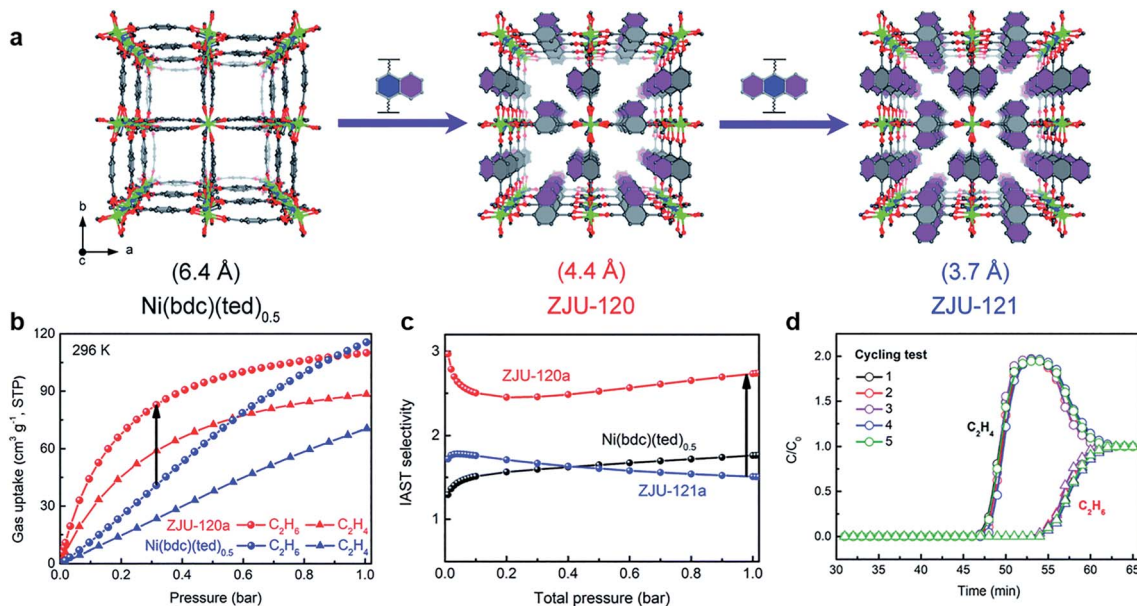 a
b
c
a
(6.4 Å)
(4.4 Å)
(3.7 Å)
Ni(bdc)(ted)0.5
ZJU-120
ZJU-121
b
120
90
60
30
0
296 K
ZJU-120a C2H6 C2H4
Ni(bdc)(ted)0.5 C2H6 C2H4
0.0 0.2 0.4 0.6 0.8 1.0
Pressure (bar)
Gas uptake (cm3 g-1, STP)
c
3
2
1
ZJU-120a
Ni(bdc)(ted)0.5
ZJU-121a
0.0 0.2 0.4 0.6 0.8 1.0
Total pressure (bar)
IAST selectivity
d
2.0
1.5
1.0
0.5
0.0
Cycling test
1
2
3
4
5
C2H4
C2H6
30 35 40 45 50 55 60 65
Time (min)
C/C0